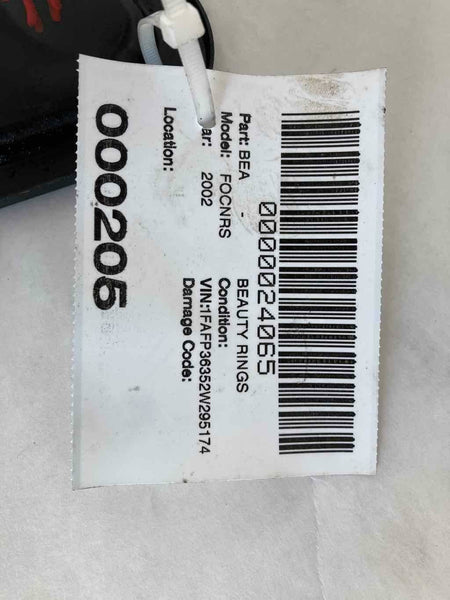 0000024065
Part: BEA - BEAUTY RINGS
Model: FOCNRS Condition:
ar: 2002 VIN:1FAFP36352W295174
Location: Damage Code:
000205